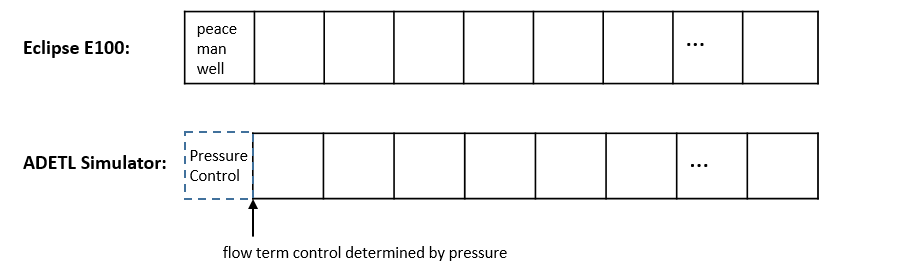 Eclipse E100:
peace
man
well
...
ADETL Simulator:
Pressure
Control
...
flow term control determined by pressure